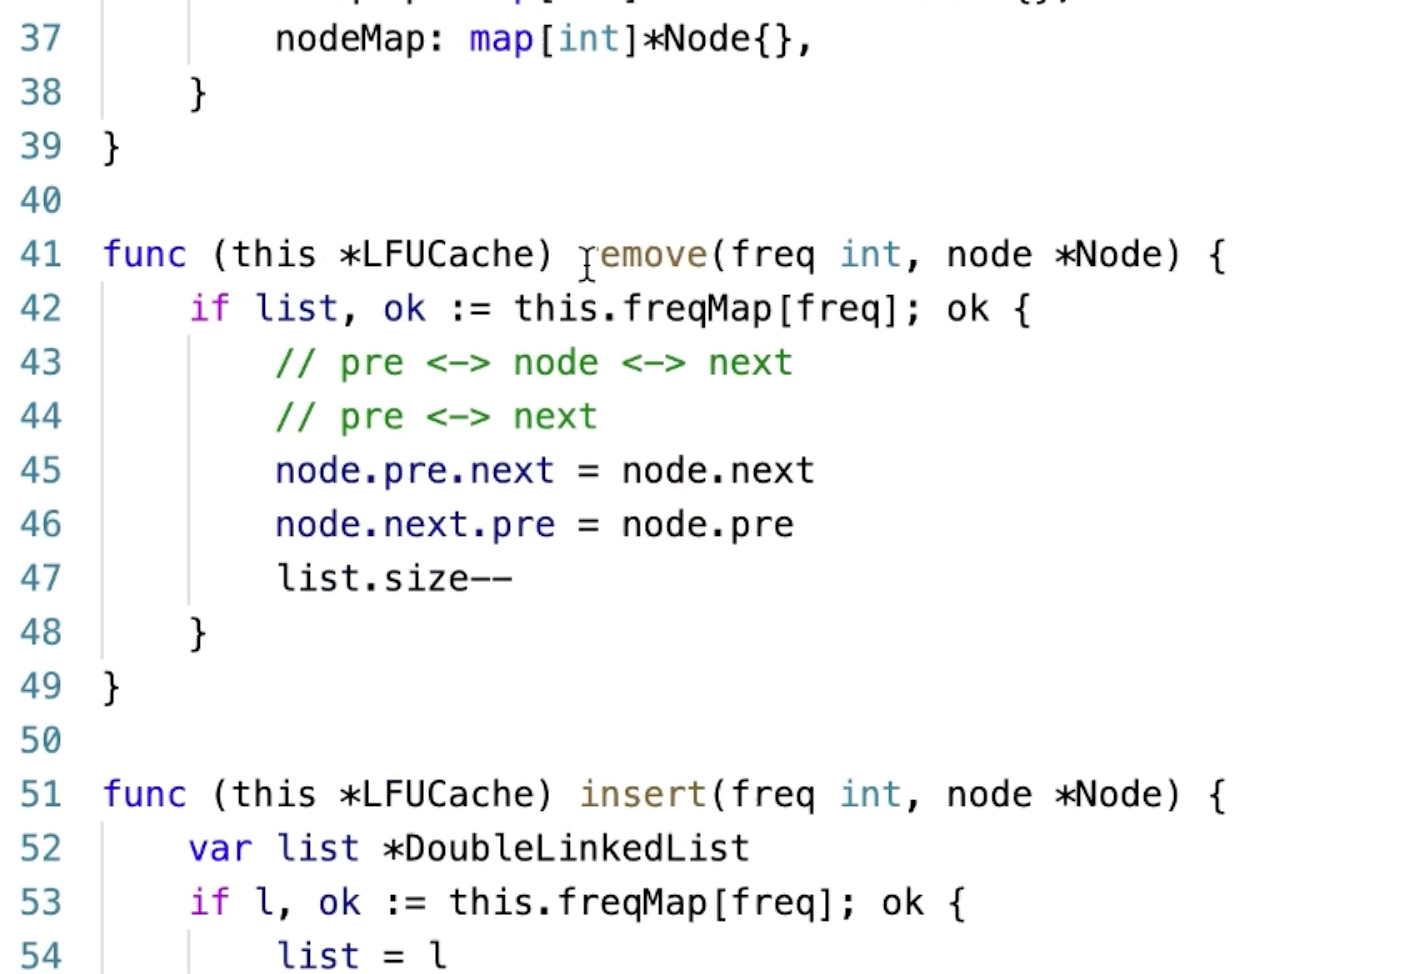 37 nodeMap: map[int]*Node{},
38 }
39 }
40
41 func (this *LFUCache) remove(freq int, node *Node) {
42 if list, ok := this.freqMap[freq]; ok {
43 // pre <-> node <-> next
44 // pre <-> next
45 node.pre.next = node.next
46 node.next.pre = node.pre
47 list.size--
48 }
49 }
50
51 func (this *LFUCache) insert(freq int, node *Node) {
52 var list *DoubleLinkedList
53 if l, ok := this.freqMap[freq]; ok {
54 list = l